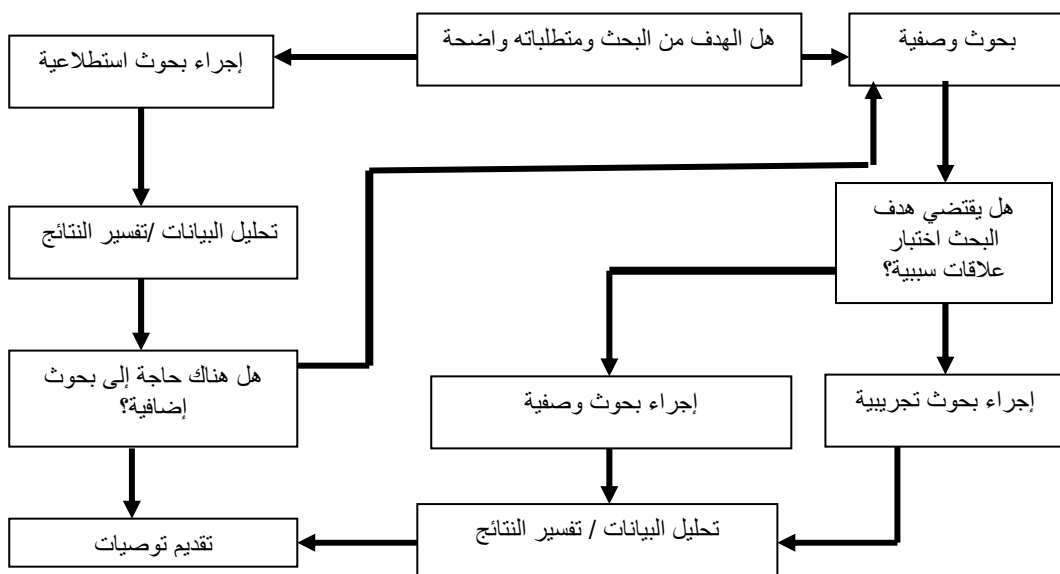 بحوث وصفية
هل الهدف من البحث ومتطلباته واضحة
إجراء بحوث استطلاعية
هل يقتضي هدف
البحث اختبار
علاقات سببية؟
تحليل البيانات /تفسير النتائج
هل هناك حاجة إلى بحوث
إضافية؟
إجراء بحوث تجريبية
إجراء بحوث وصفية
تحليل البيانات / تفسير النتائج
تقديم توصيات